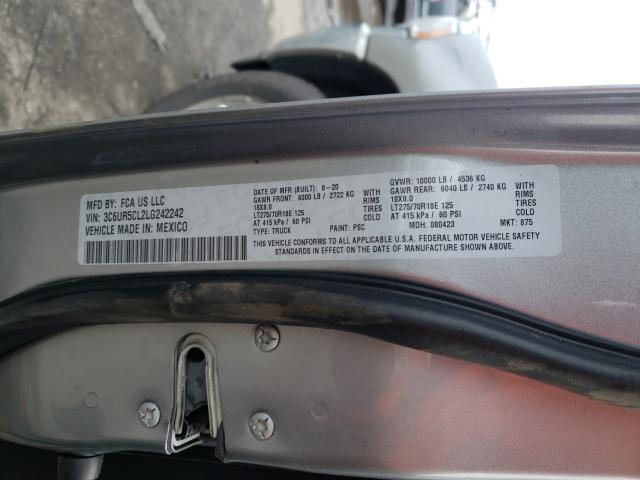 MFD BY: FCA US LLC
VIN: 3C6UR5CL2LG242242
VEHICLE MADE IN: MEXICO
DATE OF MFR (BUILT): 8-20
GAWR FRONT: 6000 LB / 2722 KG WITH
18X8.0 RIMS
LT275/70R18E 125 TIRES
AT 415 kPa / 60 PSI COLD
TYPE: TRUCK PAINT: PSC
GVWR: 10000 LB / 4536 KG
GAWR REAR: 6040 LB / 2740 KG WITH
18X8.0 RIMS
LT275/70R18E 125 TIRES
AT 415 kPa / 60 PSI COLD
MDH: 080423 MKT: 875
THIS VEHICLE CONFORMS TO ALL APPLICABLE U.S.A. FEDERAL MOTOR VEHICLE SAFETY
STANDARDS IN EFFECT ON THE DATE OF MANUFACTURE SHOWN ABOVE.